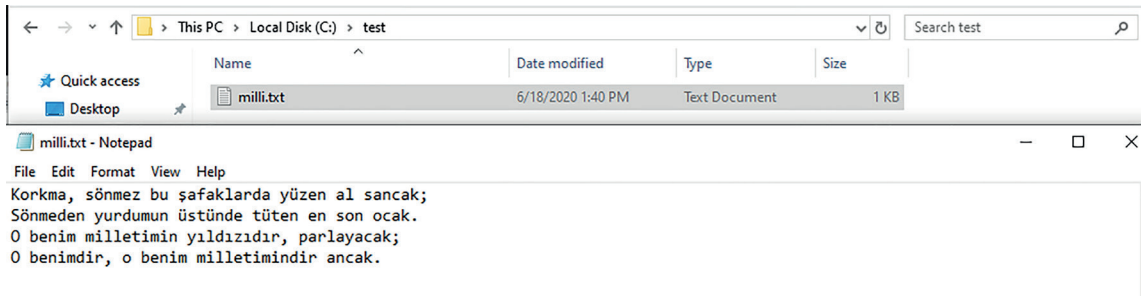 This PC > Local Disk (C:) > test
Search test
Name Date modified Type Size
Quick access
milli.txt 6/18/2020 1:40 PM Text Document 1 KB
Desktop
milli.txt - Notepad
File Edit Format View Help
Korkma, sönmez bu şafaklarda yüzen al sancak;
Sönmeden yurdumun üstünde tüten en son ocak.
O benim milletimin yıldızıdır, parlayacak;
O benimdir, o benim milletimindir ancak.